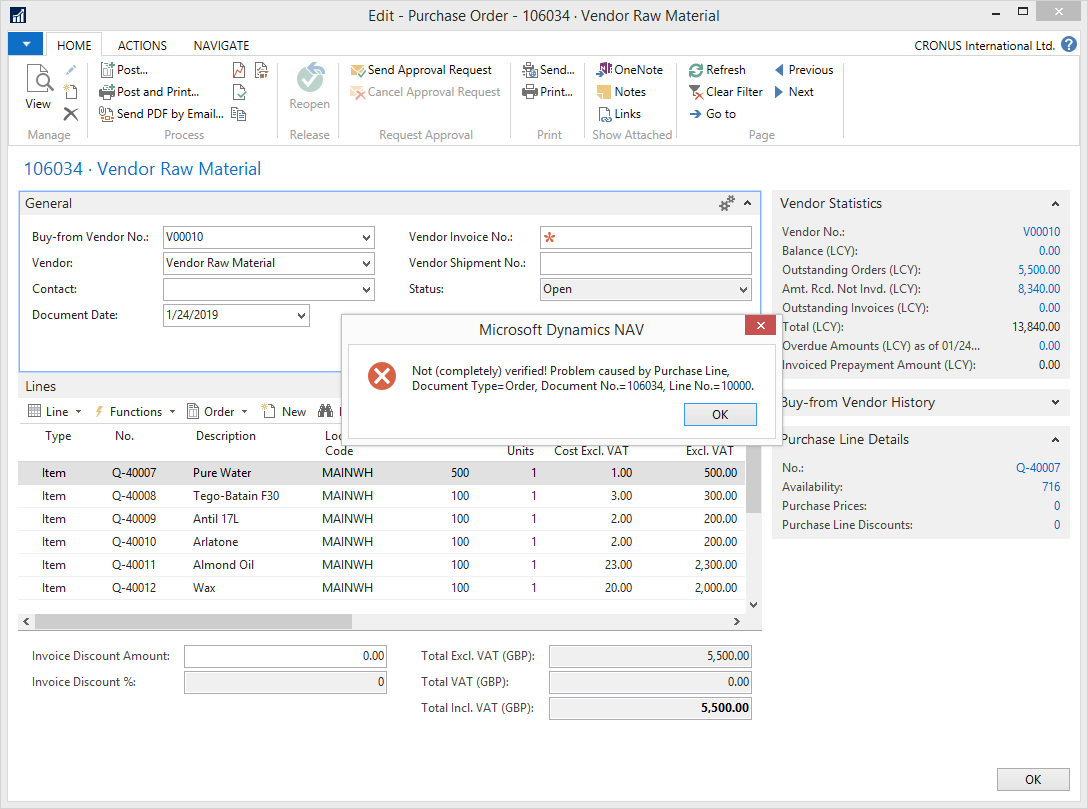 Edit - Purchase Order - 106034 · Vendor Raw Material
HOME ACTIONS NAVIGATE
CRONUS International Ltd.
View
Manage
Post...
Post and Print...
Send PDF by Email...
Process
Reopen
Release
Send Approval Request
Cancel Approval Request
Request Approval
Send...
Print...
Print
OneNote
Notes
Links
Show Attached
Refresh
Clear Filter
Go to
Previous
Next
Page
106034 · Vendor Raw Material
General
Buy-from Vendor No.: V00010
Vendor: Vendor Raw Material
Contact:
Document Date: 1/24/2019
Vendor Invoice No.: *
Vendor Shipment No.:
Status: Open
Microsoft Dynamics NAV
Not (completely) verified! Problem caused by Purchase Line,
Document Type=Order, Document No.=106034, Line No.=10000.
OK
Lines
Line Functions Order New
Type No. Description Code Units Cost Excl. VAT Excl. VAT
Item Q-40007 Pure Water MAINWH 500 1 1.00 500.00
Item Q-40008 Tego-Batain F30 MAINWH 100 1 3.00 300.00
Item Q-40009 Antil 17L MAINWH 100 1 2.00 200.00
Item Q-40010 Arlatone MAINWH 100 1 2.00 200.00
Item Q-40011 Almond Oil MAINWH 100 1 23.00 2,300.00
Item Q-40012 Wax MAINWH 100 1 20.00 2,000.00
Invoice Discount Amount: 0.00
Invoice Discount %: 0
Total Excl. VAT (GBP): 5,500.00
Total VAT (GBP): 0.00
Total Incl. VAT (GBP): 5,500.00
Vendor Statistics
Vendor No.: V00010
Balance (LCY): 0.00
Outstanding Orders (LCY): 5,500.00
Amt. Rcd. Not Invd. (LCY): 8,340.00
Outstanding Invoices (LCY): 0.00
Total (LCY): 13,840.00
Overdue Amounts (LCY) as of 01/24... 0.00
Invoiced Prepayment Amount (LCY): 0.00
Buy-from Vendor History
Purchase Line Details
No.: Q-40007
Availability: 716
Purchase Prices: 0
Purchase Line Discounts: 0
OK